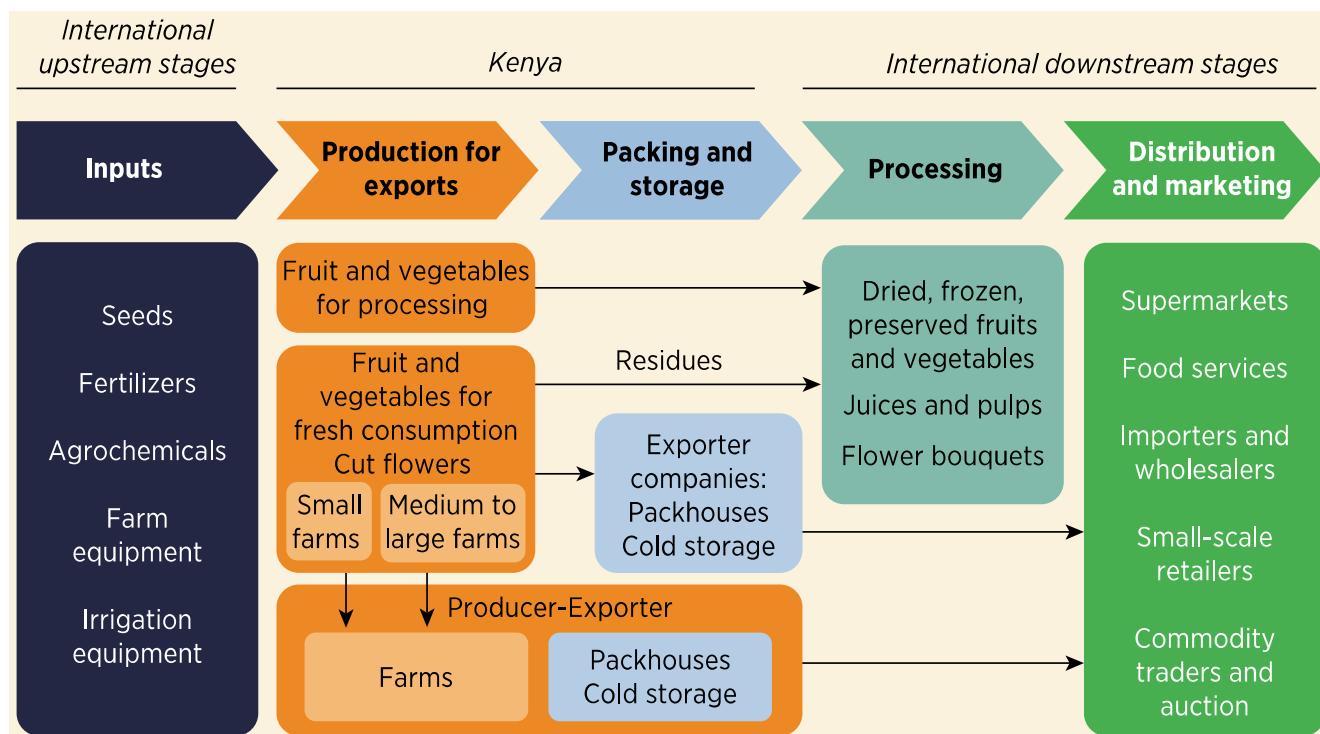 International
upstream stages
Kenya
International downstream stages
Inputs
Production for
exports
Packing and
storage
Processing
Distribution
and marketing
Seeds
Fertilizers
Agrochemicals
Farm
equipment
Irrigation
equipment
Fruit and vegetables
for processing
Fruit and
vegetables for
fresh consumption
Cut flowers
Small
farms
Medium to
large farms
Residues
Exporter
companies:
Packhouses
Cold storage
Producer-Exporter
Farms
Packhouses
Cold storage
Dried, frozen,
preserved fruits
and vegetables
Juices and pulps
Flower bouquets
Supermarkets
Food services
Importers and
wholesalers
Small-scale
retailers
Commodity
traders and
auction